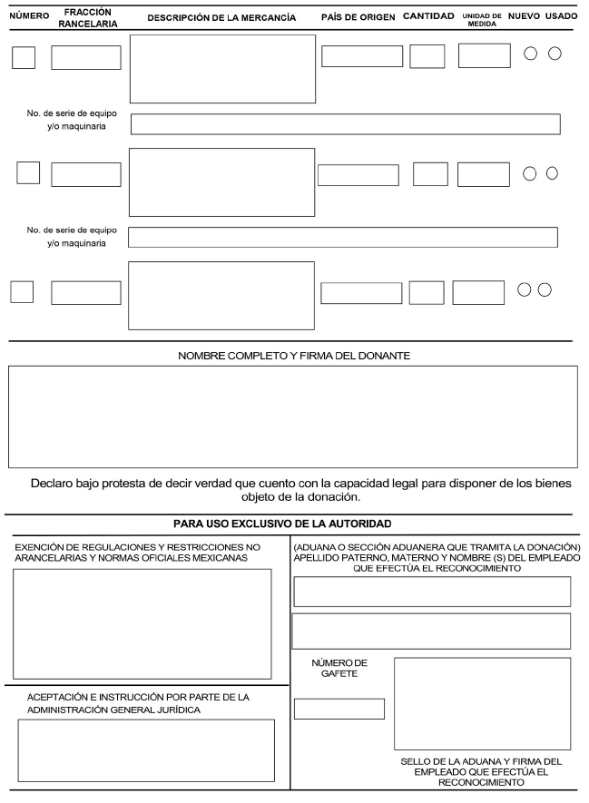 NÚMERO FRACCIÓN RANCELARIA DESCRIPCIÓN DE LA MERCANCÍA PAÌS DE ORIGEN CANTIDAD UNIDAD DE MEDIDA NUEVO USADO
No. de serie de equipo
y/o maquinaria
No. de serie de equipo
y/o maquinaria
NOMBRE COMPLETO Y FIRMA DEL DONANTE
Declaro bajo protesta de decir verdad que cuento con la capacidad legal para disponer de los bienes
objeto de la donación.
PARA USO EXCLUSIVO DE LA AUTORIDAD
EXENCIÓN DE REGULACIONES Y RESTRICCIONES NO
ARANCELARIAS Y NORMAS OFICIALES MEXICANAS
(ADUANA O SECCIÓN ADUANERA QUE TRAMITA LA DONACIÓN)
APELLIDO PATERNO, MATERNO Y NOMBRE (S) DEL EMPLEADO
QUE EFECTÚA EL RECONOCIMIENTO
NÚMERO DE
GAFETE
ACEPTACIÓN E INSTRUCCIÓN POR PARTE DE LA
ADMINISTRACIÓN GENERAL JURÍDICA
SELLO DE LA ADUANA Y FIRMA DEL
EMPLEADO QUE EFECTÚA EL
RECONOCIMIENTO